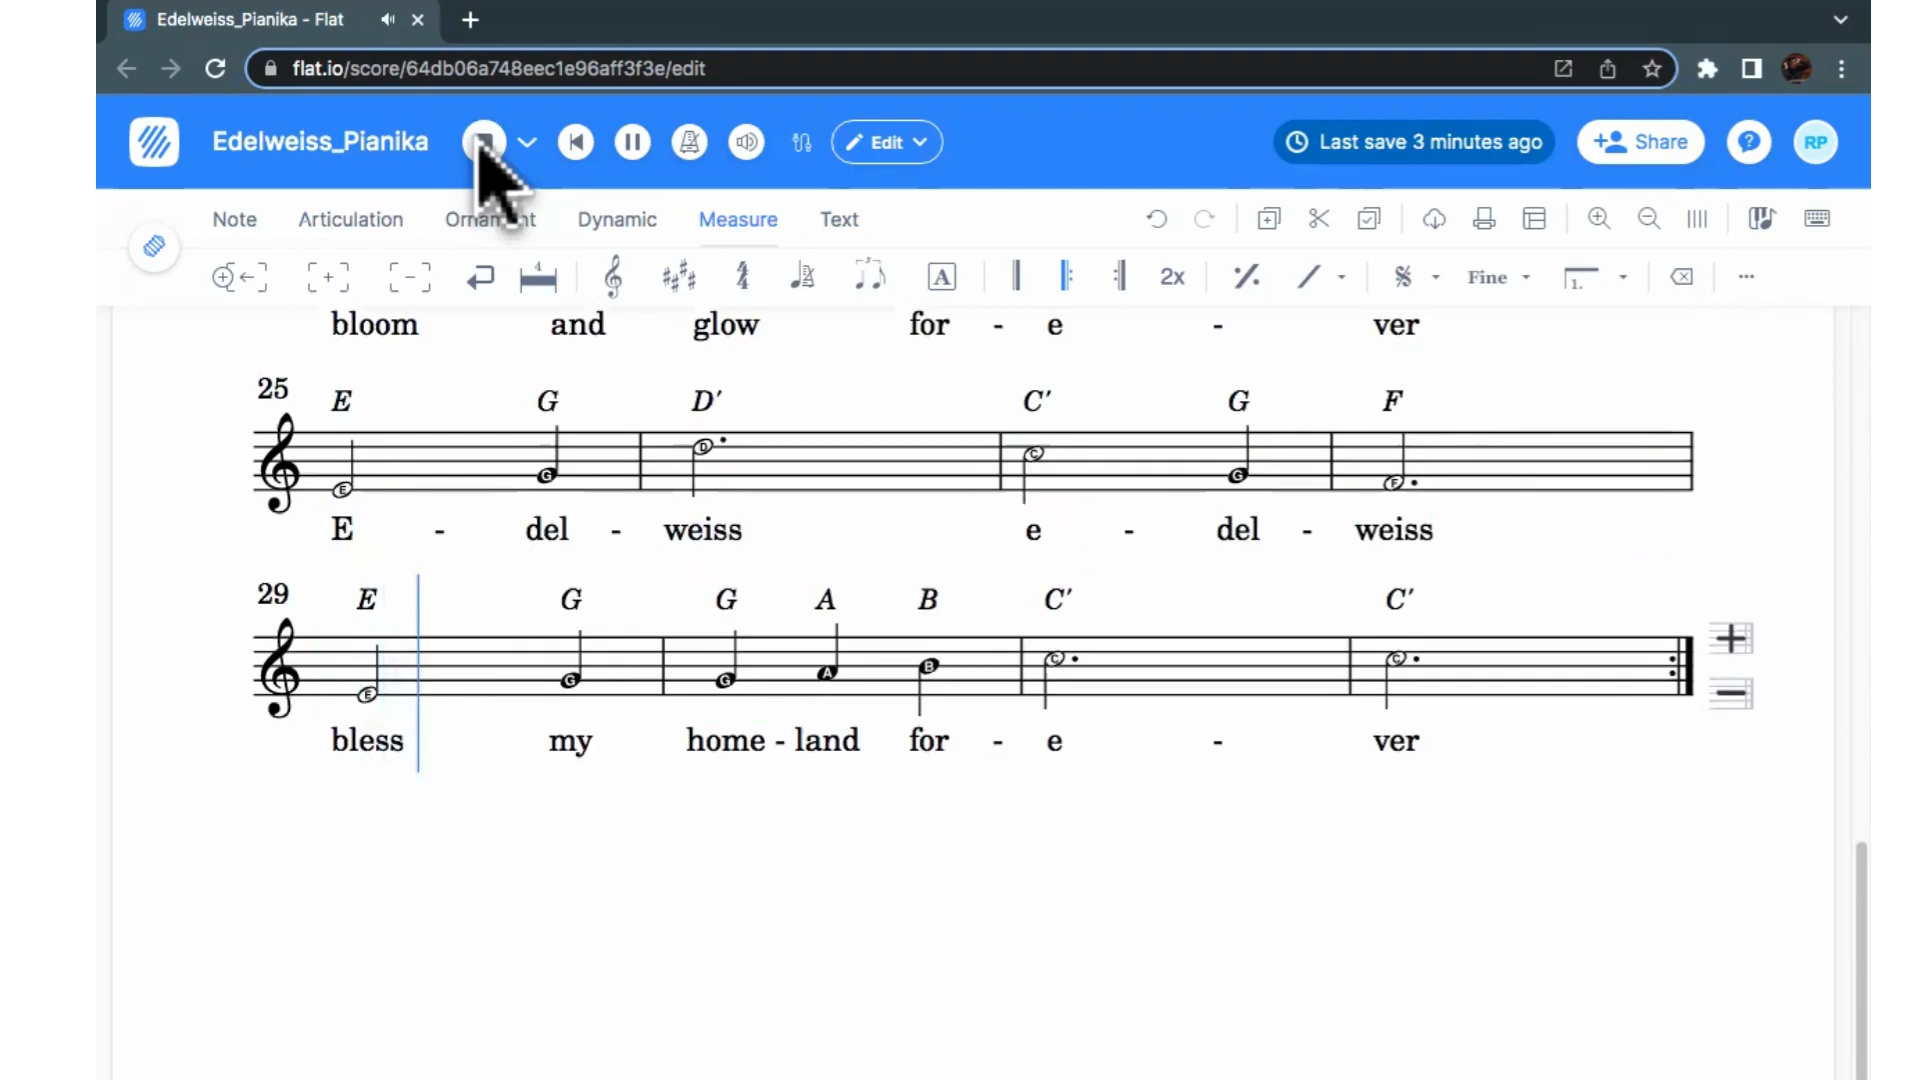 Edelweiss_Pianika - Flat
flat.io/score/64db06a748eec1e96aff3f3e/edit
Edelweiss_Pianika Edit Last save 3 minutes ago Share ? RP
Note Articulation Dynamic Measure Text
4 A 2x Fine 1.
bloom and glow for - e - ver
25 E G D′ C′ G F
E G D C G F
E - del - weiss e - del - weiss
29 E G G A B C′ C′
E G G A B C C
bless my home - land for - e - ver